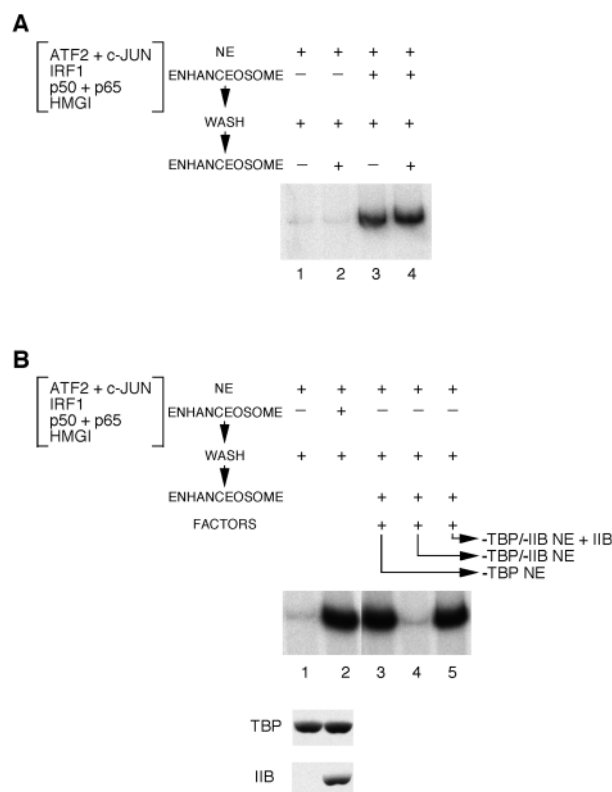 A
ATF2 + c-JUN
IRF1
p50 + p65
HMGI
NE + + + +
ENHANCEOSOME – – + +
WASH + + + +
ENHANCEOSOME – + – +
1 2 3 4
B
ATF2 + c-JUN
IRF1
p50 + p65
HMGI
NE + + + + +
ENHANCEOSOME – + – – –
WASH + + + + +
ENHANCEOSOME + + +
FACTORS + + +
-TBP/-IIB NE + IIB
-TBP/-IIB NE
-TBP NE
1 2 3 4 5
TBP
IIB